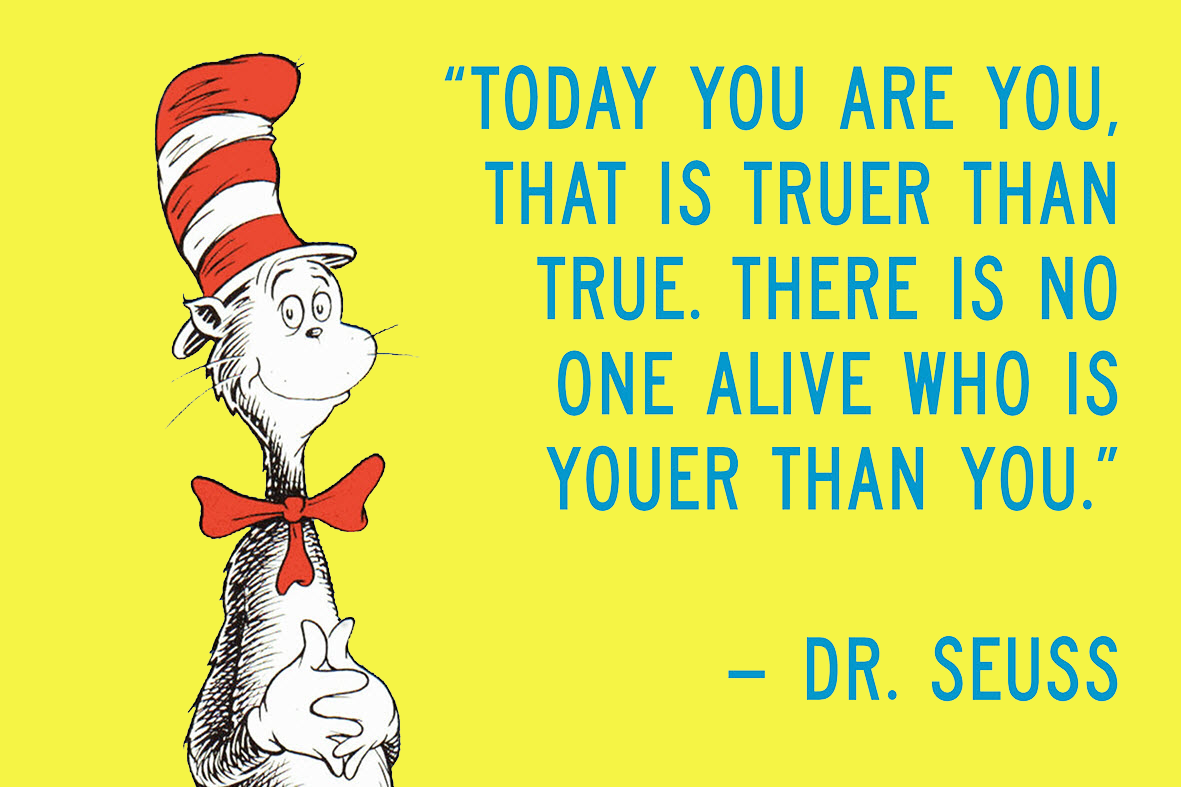 “TODAY YOU ARE YOU,
THAT IS TRUER THAN
TRUE. THERE IS NO
ONE ALIVE WHO IS
YOUER THAN YOU.”
– DR. SEUSS